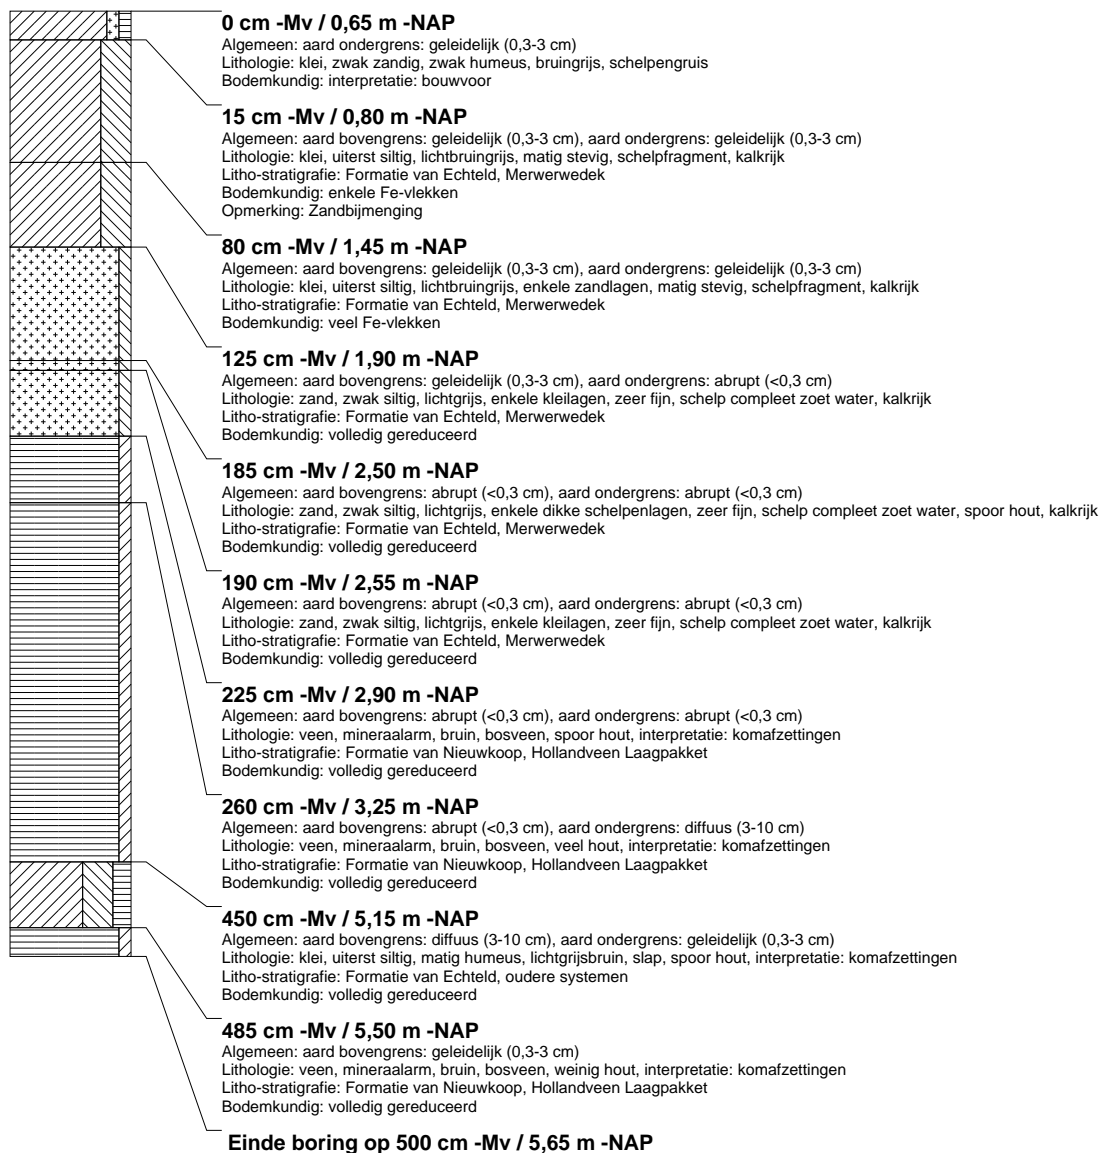 0 cm -Mv / 0,65 m -NAP
Algemeen: aard ondergrens: geleidelijk (0,3-3 cm)
Lithologie: klei, zwak zandig, zwak humeus, bruingrijs, schelpengruis
Bodemkundig: interpretatie: bouwvoor
15 cm -Mv / 0,80 m -NAP
Algemeen: aard bovengrens: geleidelijk (0,3-3 cm), aard ondergrens: geleidelijk (0,3-3 cm)
Lithologie: klei, uiterst siltig, lichtbruingrijs, matig stevig, schelpfragment, kalkrijk
Litho-stratigrafie: Formatie van Echteld, Merwerwedek
Bodemkundig: enkele Fe-vlekken
Opmerking: Zandbijmenging
80 cm -Mv / 1,45 m -NAP
Algemeen: aard bovengrens: geleidelijk (0,3-3 cm), aard ondergrens: geleidelijk (0,3-3 cm)
Lithologie: klei, uiterst siltig, lichtbruingrijs, enkele zandlagen, matig stevig, schelpfragment, kalkrijk
Litho-stratigrafie: Formatie van Echteld, Merwerwedek
Bodemkundig: veel Fe-vlekken
125 cm -Mv / 1,90 m -NAP
Algemeen: aard bovengrens: geleidelijk (0,3-3 cm), aard ondergrens: abrupt (<0,3 cm)
Lithologie: zand, zwak siltig, lichtgrijs, enkele kleilagen, zeer fijn, schelp compleet zoet water, kalkrijk
Litho-stratigrafie: Formatie van Echteld, Merwerwedek
Bodemkundig: volledig gereduceerd
185 cm -Mv / 2,50 m -NAP
Algemeen: aard bovengrens: abrupt (<0,3 cm), aard ondergrens: abrupt (<0,3 cm)
Lithologie: zand, zwak siltig, lichtgrijs, enkele dikke schelpenlagen, zeer fijn, schelp compleet zoet water, spoor hout, kalkrijk
Litho-stratigrafie: Formatie van Echteld, Merwerwedek
Bodemkundig: volledig gereduceerd
190 cm -Mv / 2,55 m -NAP
Algemeen: aard bovengrens: abrupt (<0,3 cm), aard ondergrens: abrupt (<0,3 cm)
Lithologie: zand, zwak siltig, lichtgrijs, enkele kleilagen, zeer fijn, schelp compleet zoet water, kalkrijk
Litho-stratigrafie: Formatie van Echteld, Merwerwedek
Bodemkundig: volledig gereduceerd
225 cm -Mv / 2,90 m -NAP
Algemeen: aard bovengrens: abrupt (<0,3 cm), aard ondergrens: abrupt (<0,3 cm)
Lithologie: veen, mineraalarm, bruin, bosveen, spoor hout, interpretatie: komafzettingen
Litho-stratigrafie: Formatie van Nieuwkoop, Hollandveen Laagpakket
Bodemkundig: volledig gereduceerd
260 cm -Mv / 3,25 m -NAP
Algemeen: aard bovengrens: abrupt (<0,3 cm), aard ondergrens: diffuus (3-10 cm)
Lithologie: veen, mineraalarm, bruin, bosveen, veel hout, interpretatie: komafzettingen
Litho-stratigrafie: Formatie van Nieuwkoop, Hollandveen Laagpakket
Bodemkundig: volledig gereduceerd
450 cm -Mv / 5,15 m -NAP
Algemeen: aard bovengrens: diffuus (3-10 cm), aard ondergrens: geleidelijk (0,3-3 cm)
Lithologie: klei, uiterst siltig, matig humeus, lichtgrijsbruin, slap, spoor hout, interpretatie: komafzettingen
Litho-stratigrafie: Formatie van Echteld, oudere systemen
Bodemkundig: volledig gereduceerd
485 cm -Mv / 5,50 m -NAP
Algemeen: aard bovengrens: geleidelijk (0,3-3 cm)
Lithologie: veen, mineraalarm, bruin, bosveen, weinig hout, interpretatie: komafzettingen
Litho-stratigrafie: Formatie van Nieuwkoop, Hollandveen Laagpakket
Bodemkundig: volledig gereduceerd
Einde boring op 500 cm -Mv / 5,65 m -NAP